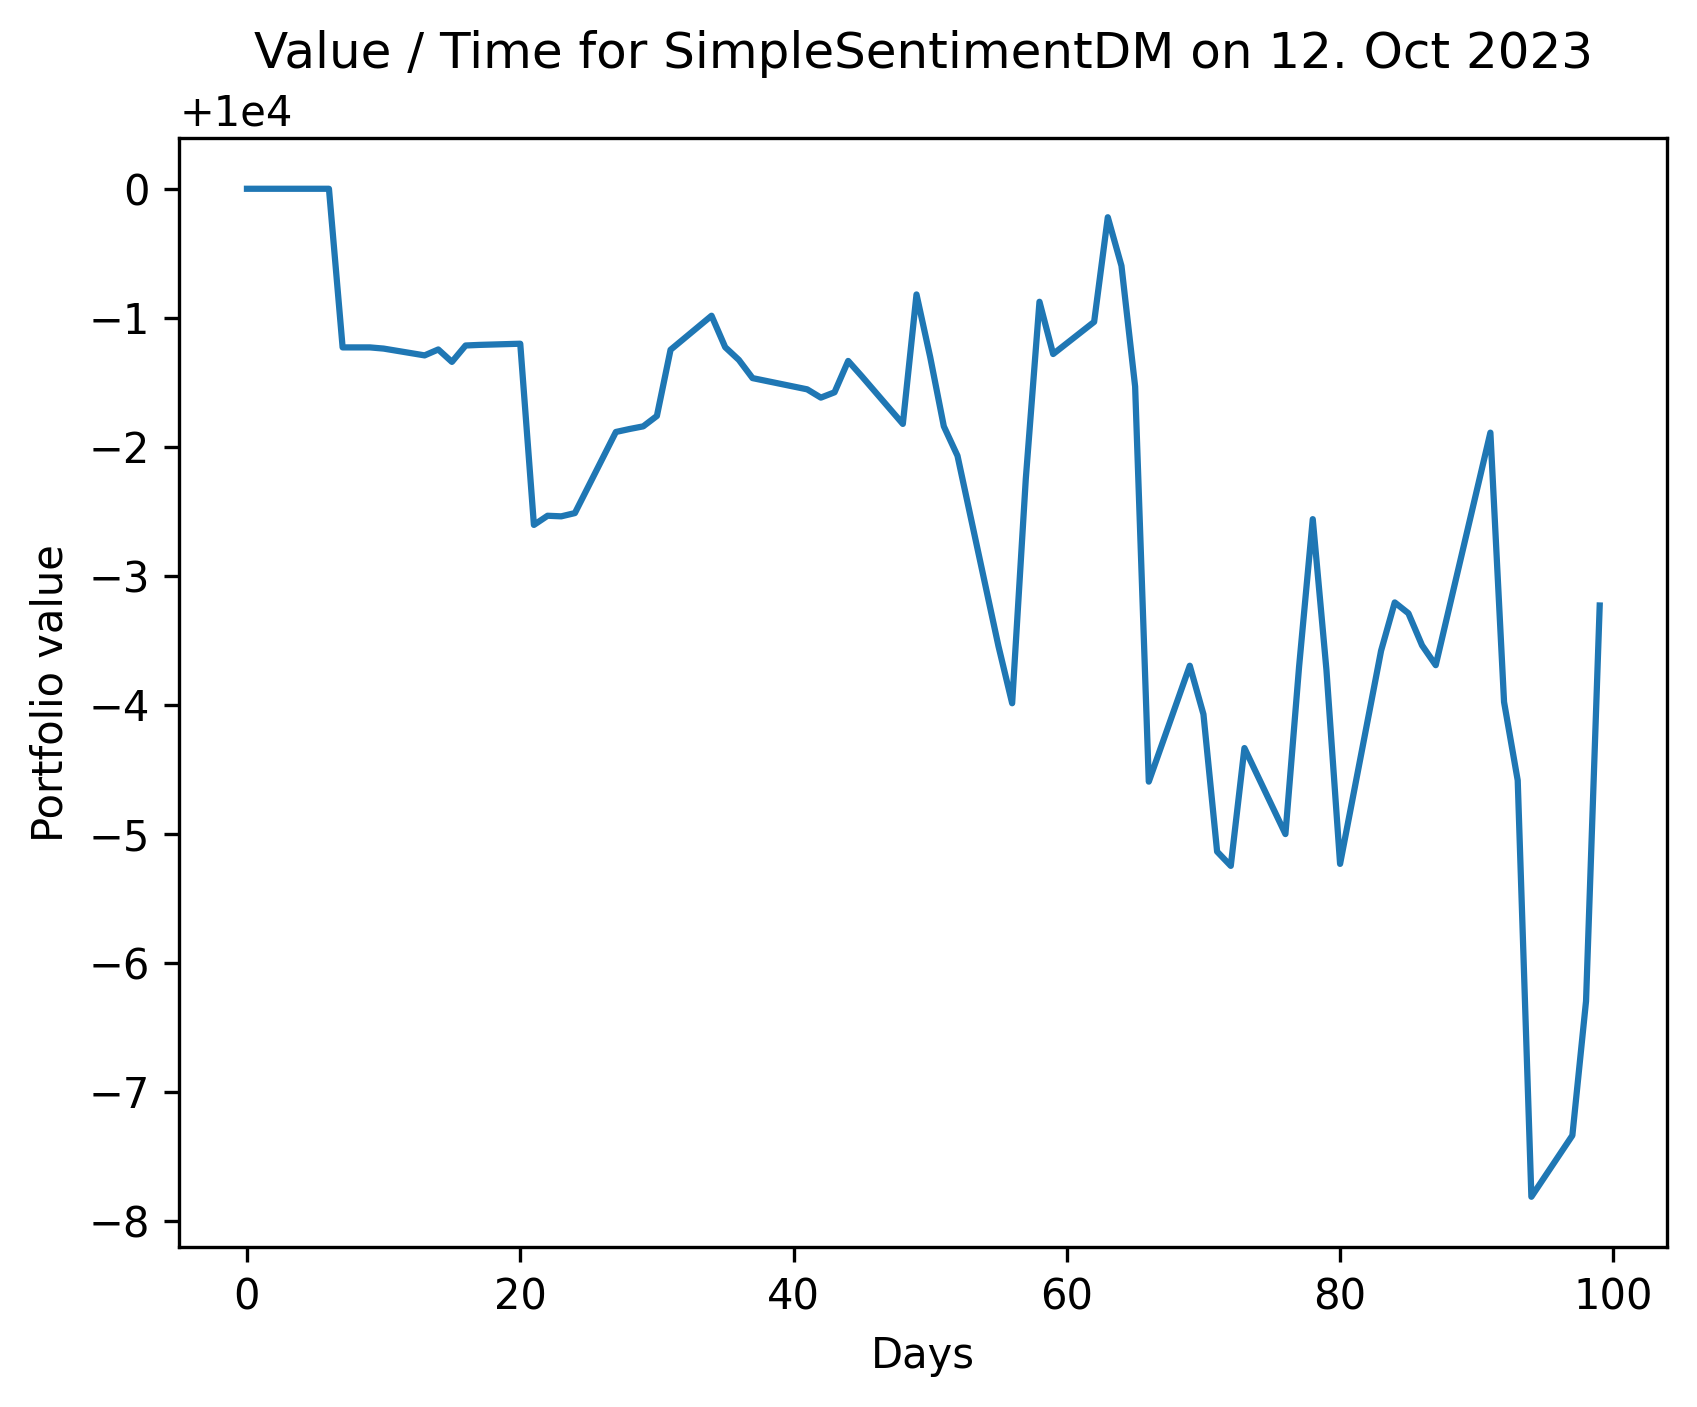 Value / Time for SimpleSentimentDM on 12. Oct 2023
+1e4
0
−1
−2
−3
−4
−5
−6
−7
−8
Portfolio value
0 20 40 60 80 100
Days